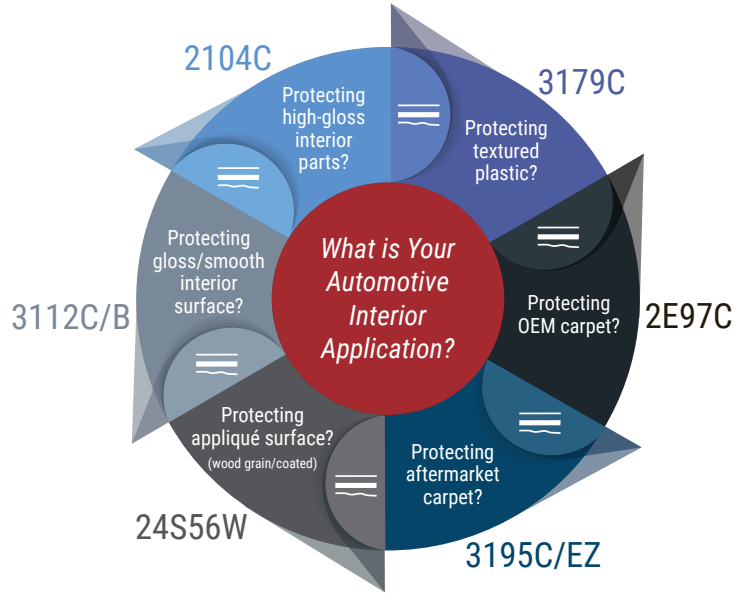 2104C
Protecting
high-gloss
interior
parts?
3179C
Protecting
textured
plastic?
Protecting
gloss/smooth
interior
surface?
3112C/B
What is Your
Automotive
Interior
Application?
Protecting
OEM carpet?
2E97C
Protecting
appliqué surface?
(wood grain/coated)
24S56W
Protecting
aftermarket
carpet?
3195C/EZ